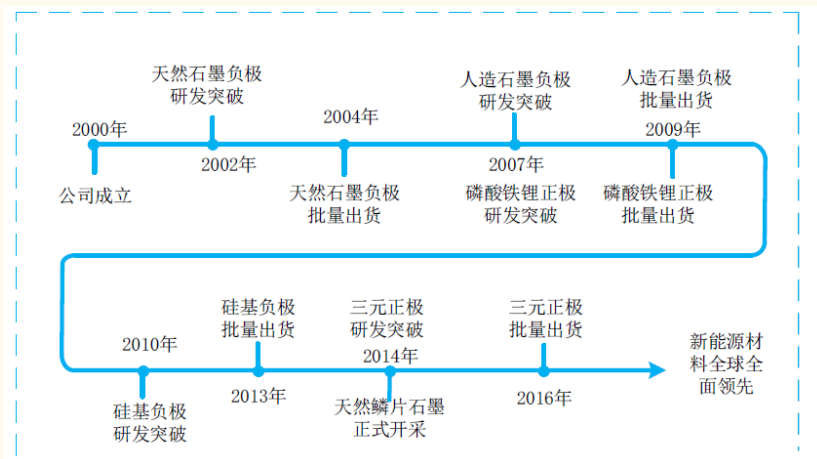 2000年
公司成立
天然石墨负极
研发突破
2002年
2004年
天然石墨负极
批量出货
人造石墨负极
研发突破
2007年
磷酸铁锂正极
研发突破
人造石墨负极
批量出货
2009年
磷酸铁锂正极
批量出货
2010年
硅基负极
研发突破
硅基负极
批量出货
2013年
三元正极
研发突破
2014年
天然鳞片石墨
正式开采
三元正极
批量出货
2016年
新能源材
料全球全
面领先